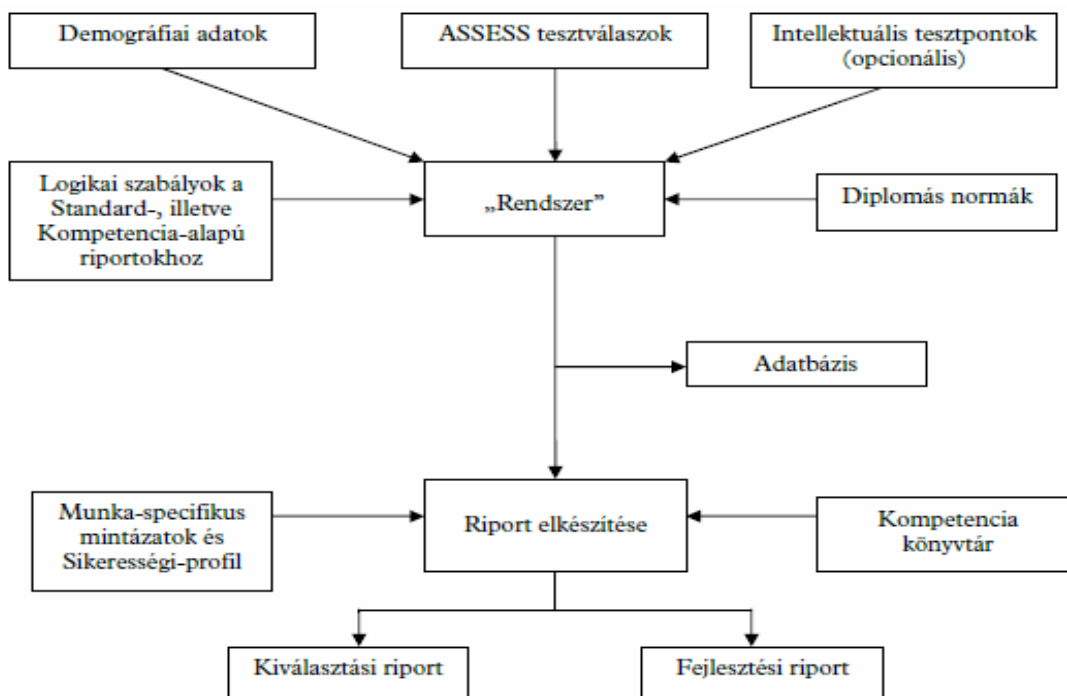 Demográfiai adatok
ASSESS tesztválaszok
Intellektuális tesztpontok
(opcionális)
Logikai szabályok a
Standard-, illetve
Kompetencia-alapú
riportokhoz
„Rendszer”
Diplomás normák
Adatbázis
Munka-specifikus
mintázatok és
Sikerességi-profil
Riport elkészítése
Kompetencia
könyvtár
Kiválasztási riport
Fejlesztési riport